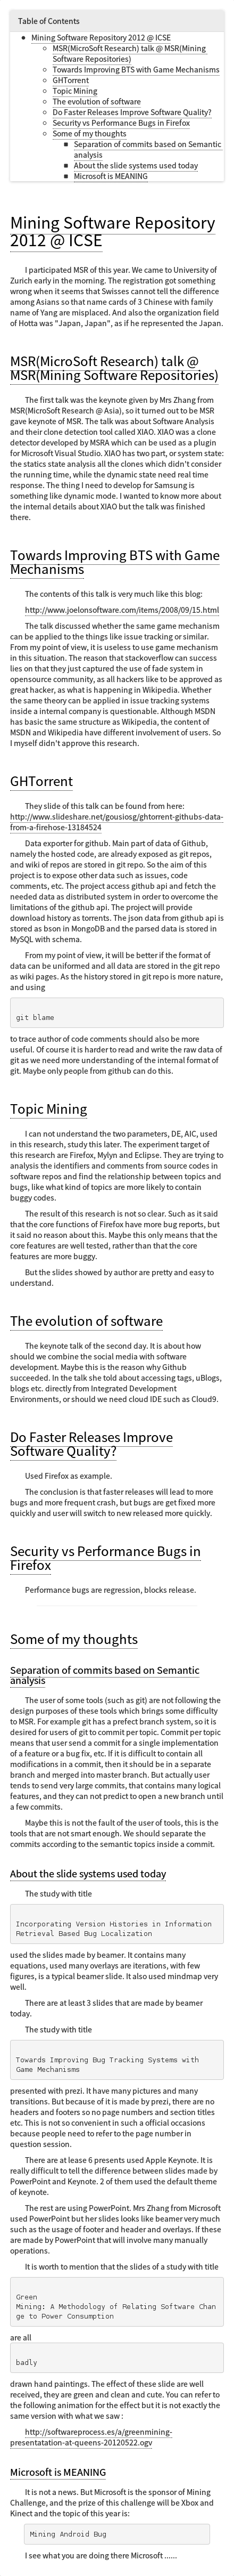 Table of Contents
Mining Software Repository 2012 @ ICSE
MSR(MicroSoft Research) talk @ MSR(Mining
Software Repositories)
Towards Improving BTS with Game Mechanisms
GHTorrent
Topic Mining
The evolution of software
Do Faster Releases Improve Software Quality?
Security vs Performance Bugs in Firefox
Some of my thoughts
Separation of commits based on Semantic
analysis
About the slide systems used today
Microsoft is MEANING
Mining Software Repository
2012 @ ICSE
I participated MSR of this year. We came to University of
Zurich early in the morning. The registration got something
wrong when it seems that Swisses cannot tell the difference
among Asians so that name cards of 3 Chinese with family
name of Yang are misplaced. And also the organization field
of Hotta was "Japan, Japan", as if he represented the Japan.
MSR(MicroSoft Research) talk @
MSR(Mining Software Repositories)
The first talk was the keynote given by Mrs Zhang from
MSR(MicroSoft Research @ Asia), so it turned out to be MSR
gave keynote of MSR. The talk was about Software Analysis
and their clone detection tool called XIAO. XIAO was a clone
detector developed by MSRA which can be used as a plugin
for Microsoft Visual Studio. XIAO has two part, or system state:
the statics state analysis all the clones which didn't consider
the running time, while the dynamic state need real time
response. The thing I need to develop for Samsung is
something like dynamic mode. I wanted to know more about
the internal details about XIAO but the talk was finished
there.
Towards Improving BTS with Game
Mechanisms
The contents of this talk is very much like this blog:
http://www.joelonsoftware.com/items/2008/09/15.html
The talk discussed whether the same game mechanism
can be applied to the things like issue tracking or similar.
From my point of view, it is useless to use game mechanism
in this situation. The reason that stackoverflow can success
lies on that they just captured the use of fade system in
opensource community, as all hackers like to be approved as
great hacker, as what is happening in Wikipedia. Whether
the same theory can be applied in issue tracking systems
inside a internal company is questionable. Although MSDN
has basic the same structure as Wikipedia, the content of
MSDN and Wikipedia have different involvement of users. So
I myself didn't approve this research.
GHTorrent
They slide of this talk can be found from here:
http://www.slideshare.net/gousiosg/ghtorrent-githubs-data-
from-a-firehose-13184524
Data exporter for github. Main part of data of Github,
namely the hosted code, are already exposed as git repos,
and wiki of repos are stored in git repo. So the aim of this
project is to expose other data such as issues, code
comments, etc. The project access github api and fetch the
needed data as distributed system in order to overcome the
limitations of the github api. The project will provide
download history as torrents. The json data from github api is
stored as bson in MongoDB and the parsed data is stored in
MySQL with schema.
From my point of view, it will be better if the format of
data can be uniformed and all data are stored in the git repo
as wiki pages. As the history stored in git repo is more nature,
and using
git blame
to trace author of code comments should also be more
useful. Of course it is harder to read and write the raw data of
git as we need more understanding of the internal format of
git. Maybe only people from github can do this.
Topic Mining
I can not understand the two parameters, DE, AIC, used
in this research, study this later. The experiment target of
this research are Firefox, Mylyn and Eclipse. They are trying to
analysis the identifiers and comments from source codes in
software repos and find the relationship between topics and
bugs, like what kind of topics are more likely to contain
buggy codes.
The result of this research is not so clear. Such as it said
that the core functions of Firefox have more bug reports, but
it said no reason about this. Maybe this only means that the
core features are well tested, rather than that the core
features are more buggy.
But the slides showed by author are pretty and easy to
understand.
The evolution of software
The keynote talk of the second day. It is about how
should we combine the social media with software
development. Maybe this is the reason why Github
succeeded. In the talk she told about accessing tags, uBlogs,
blogs etc. directly from Integrated Development
Environments, or should we need cloud IDE such as Cloud9.
Do Faster Releases Improve
Software Quality?
Used Firefox as example.
The conclusion is that faster releases will lead to more
bugs and more frequent crash, but bugs are get fixed more
quickly and user will switch to new released more quickly.
Security vs Performance Bugs in
Firefox
Performance bugs are regression, blocks release.
Some of my thoughts
Separation of commits based on Semantic
analysis
The user of some tools (such as git) are not following the
design purposes of these tools which brings some difficulty
to MSR. For example git has a prefect branch system, so it is
desired for users of git to commit per topic. Commit per topic
means that user send a commit for a single implementation
of a feature or a bug fix, etc. If it is difficult to contain all
modifications in a commit, then it should be in a separate
branch and merged into master branch. But actually user
tends to send very large commits, that contains many logical
features, and they can not predict to open a new branch until
a few commits.
Maybe this is not the fault of the user of tools, this is the
tools that are not smart enough. We should separate the
commits according to the semantic topics inside a commit.
About the slide systems used today
The study with title
Incorporating Version Histories in Information
Retrieval Based Bug Localization
used the slides made by beamer. It contains many
equations, used many overlays are iterations, with few
figures, is a typical beamer slide. It also used mindmap very
well.
There are at least 3 slides that are made by beamer
today.
The study with title
Towards Improving Bug Tracking Systems with
Game Mechanisms
presented with prezi. It have many pictures and many
transitions. But because of it is made by prezi, there are no
headers and footers so no page numbers and section titles
etc. This is not so convenient in such a official occasions
because people need to refer to the page number in
question session.
There are at lease 6 presents used Apple Keynote. It is
really difficult to tell the difference between slides made by
PowerPoint and Keynote. 2 of them used the default theme
of keynote.
The rest are using PowerPoint. Mrs Zhang from Microsoft
used PowerPoint but her slides looks like beamer very much
such as the usage of footer and header and overlays. If these
are made by PowerPoint that will involve many manually
operations.
It is worth to mention that the slides of a study with title
Green
Mining: A Methodology of Relating Software Chan
ge to Power Consumption
are all
badly
drawn hand paintings. The effect of these slide are well
received, they are green and clean and cute. You can refer to
the following animation for the effect but it is not exactly the
same version with what we saw :
http://softwareprocess.es/a/greenmining-
presentatation-at-queens-20120522.ogv
Microsoft is MEANING
It is not a news. But Microsoft is the sponsor of Mining
Challenge, and the prize of this challenge will be Xbox and
Kinect and the topic of this year is:
Mining Android Bug
I see what you are doing there Microsoft ......